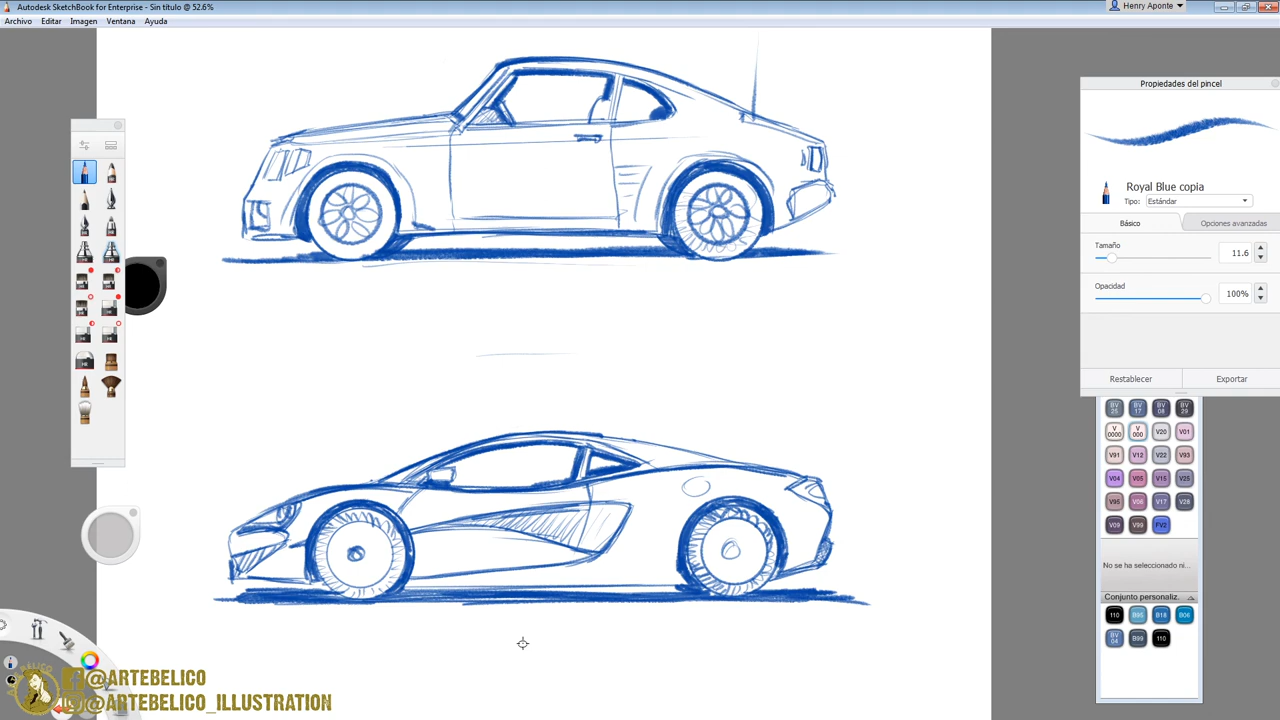 Autodesk SketchBook for Enterprise - Sin título @ 52.6%
Henry Aponte
Archivo Editar Imagen Ventana Ayuda
Propiedades del pincel
Royal Blue copia
Tipo: Estándar
Básico Opciones avanzadas
Tamaño
11.6
Opacidad
100%
Restablecer Exportar
BV 25 BV 17 BV 08 BV 29
V 0000 V 000 V20 V01
V91 V12 V22 V93
V04 V05 V15 V25
V95 V06 V17 V28
V09 V99 FV2
No se ha seleccionado ni...
Conjunto personaliz.
110 B95 B18 B06
BV 04 B99 110
@ARTEBELICO
@ARTEBELICO_ILLUSTRATION